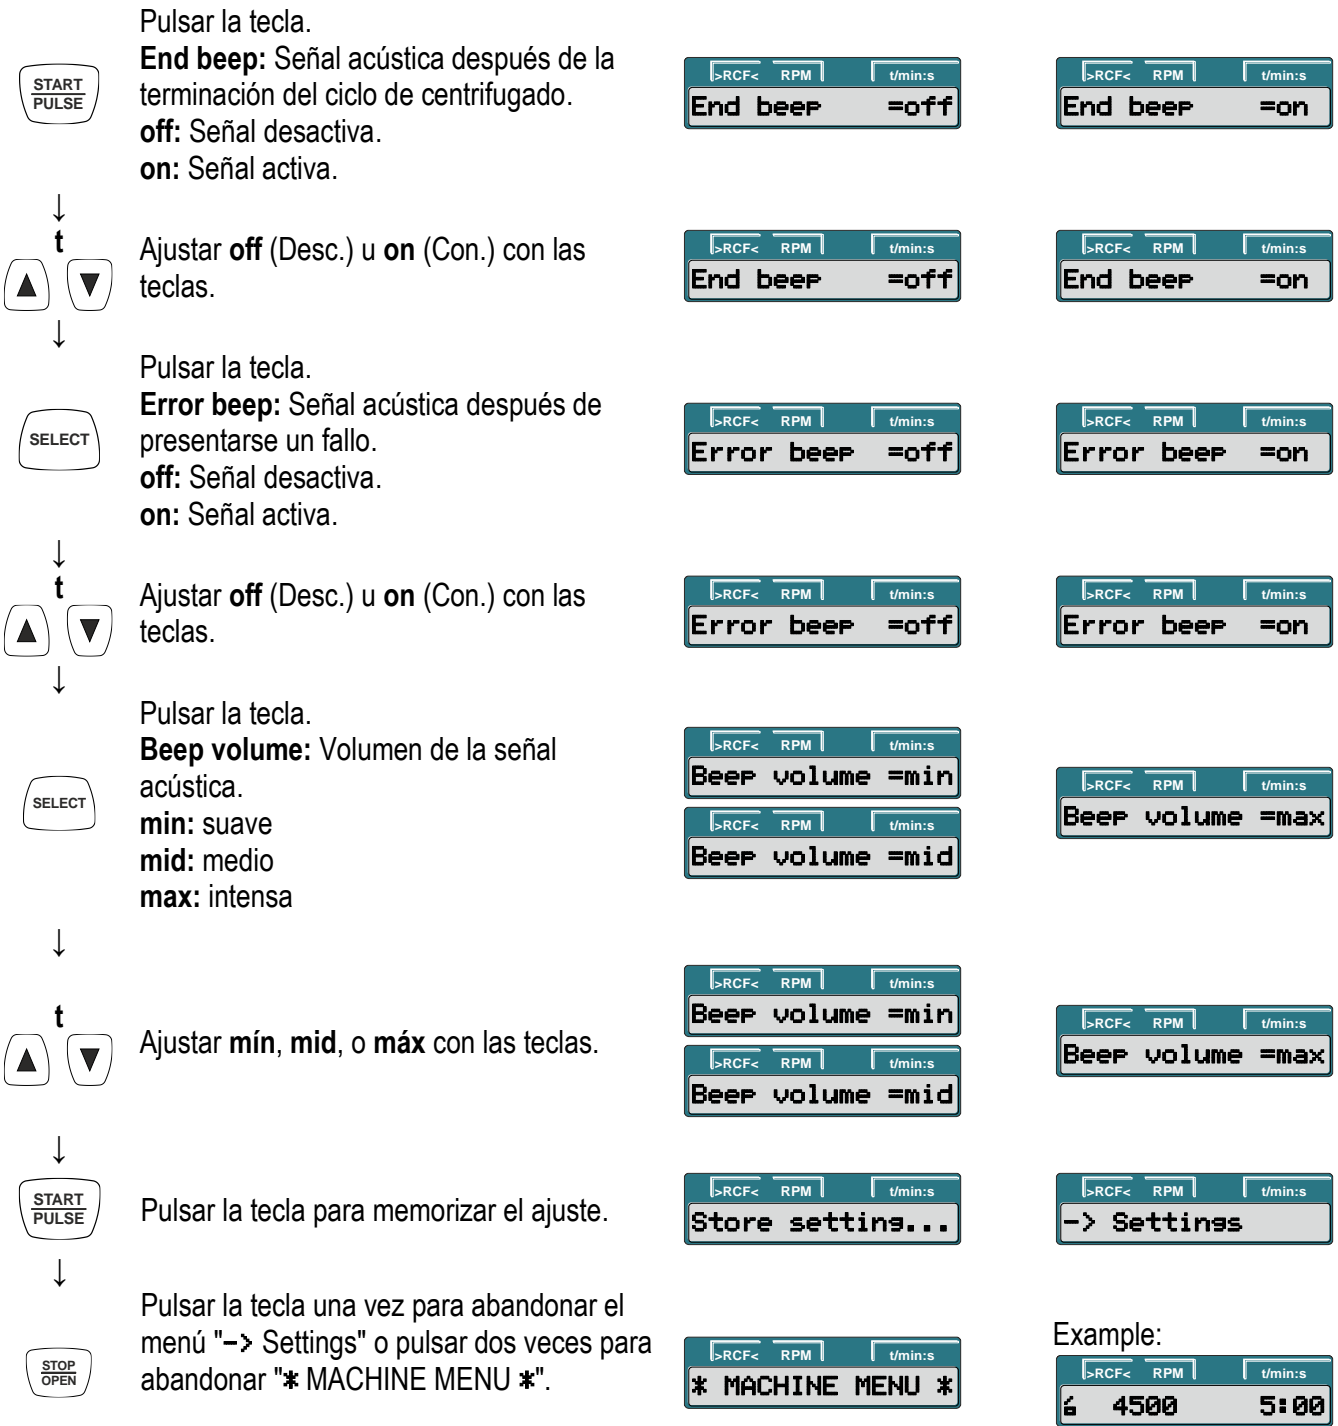 Pulsar la tecla.
End beep: Señal acústica después de la
terminación del ciclo de centrifugado.
off: Señal desactiva.
on: Señal activa.
START
PULSE
>RCF< RPM t/min:s
End beep =off
>RCF< RPM t/min:s
End beep =on
↓
t
Ajustar off (Desc.) u on (Con.) con las
teclas.
>RCF< RPM t/min:s
End beep =off
>RCF< RPM t/min:s
End beep =on
↓
Pulsar la tecla.
Error beep: Señal acústica después de
presentarse un fallo.
off: Señal desactiva.
on: Señal activa.
SELECT
>RCF< RPM t/min:s
Error beep =off
>RCF< RPM t/min:s
Error beep =on
↓
t
Ajustar off (Desc.) u on (Con.) con las
teclas.
>RCF< RPM t/min:s
Error beep =off
>RCF< RPM t/min:s
Error beep =on
↓
Pulsar la tecla.
Beep volume: Volumen de la señal
acústica.
min: suave
mid: medio
max: intensa
SELECT
>RCF< RPM t/min:s
Beep volume =min
>RCF< RPM t/min:s
Beep volume =mid
>RCF< RPM t/min:s
Beep volume =max
↓
t
Ajustar mín, mid, o máx con las teclas.
>RCF< RPM t/min:s
Beep volume =min
>RCF< RPM t/min:s
Beep volume =mid
>RCF< RPM t/min:s
Beep volume =max
↓
START
PULSE
Pulsar la tecla para memorizar el ajuste.
>RCF< RPM t/min:s
Store setting...
>RCF< RPM t/min:s
-> Settings
↓
Pulsar la tecla una vez para abandonar el
menú "-> Settings" o pulsar dos veces para
abandonar "* MACHINE MENU *".
STOP
OPEN
>RCF< RPM t/min:s
* MACHINE MENU *
Example:
>RCF< RPM t/min:s
4500 5:00